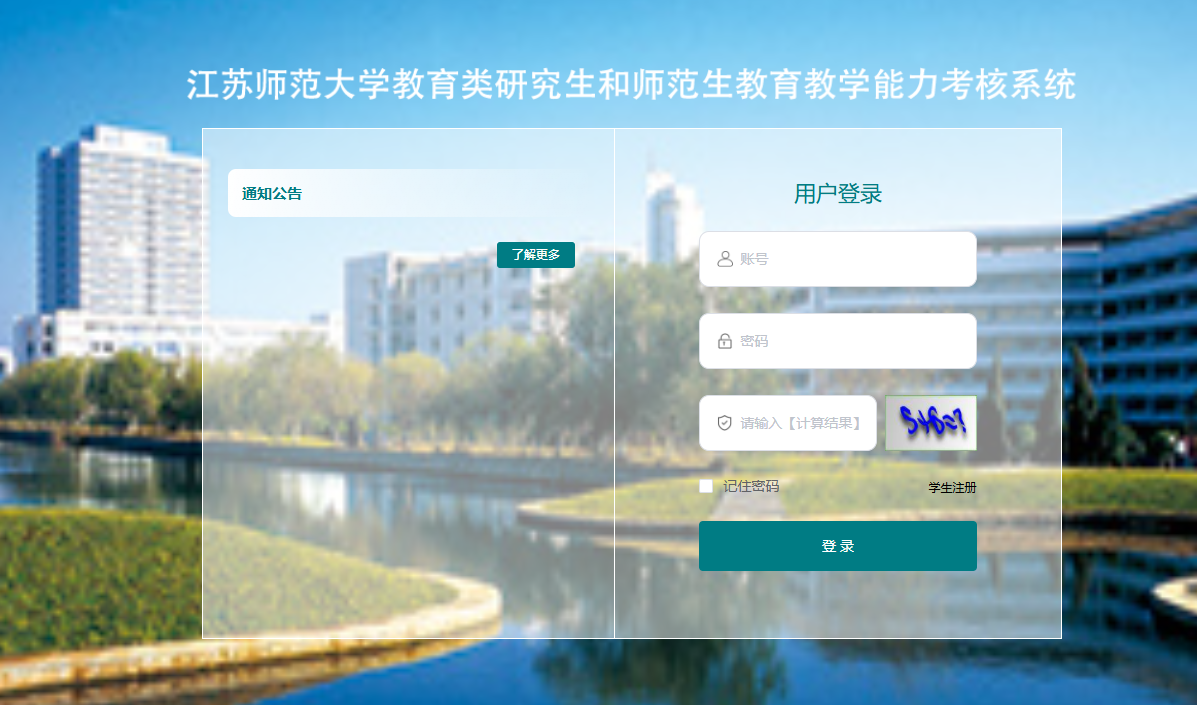 江苏师范大学教育类研究生和师范生教育教学能力考核系统
通知公告
了解更多
用户登录
账号
密码
请输入【计算结果】
5+6=?
记住密码
学生注册
登 录